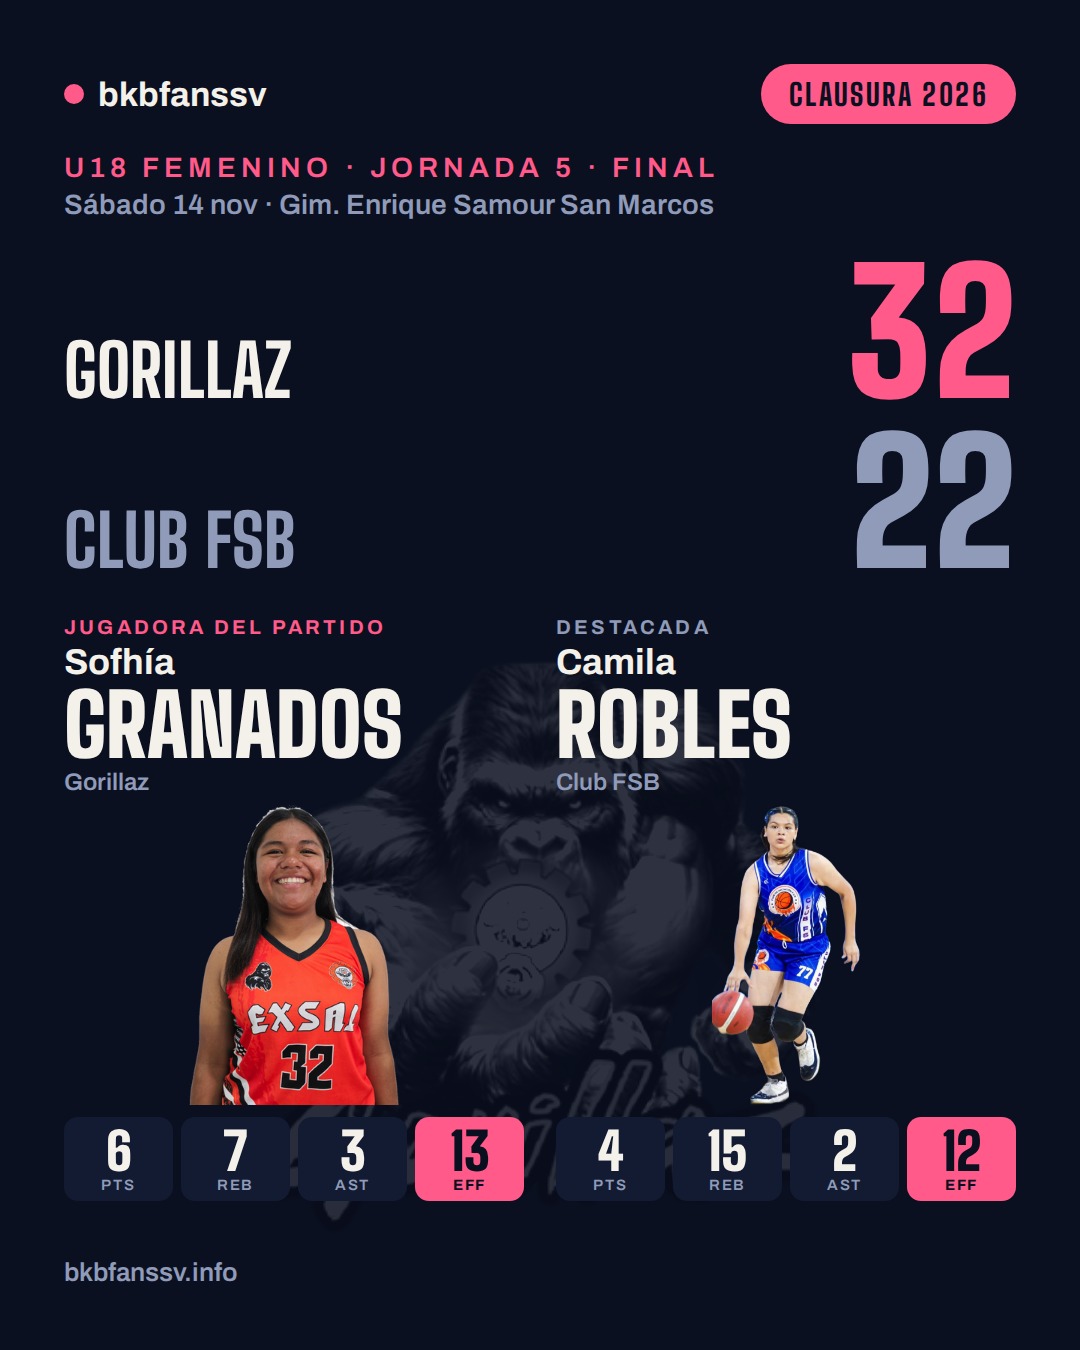 bkbfanssv
CLAUSURA 2026
U18 FEMENINO · JORNADA 5 · FINAL
Sábado 14 nov · Gim. Enrique Samour San Marcos
GORILLAZ
32
CLUB FSB
22
JUGADORA DEL PARTIDO
Sofhía
GRANADOS
Gorillaz
DESTACADA
Camila
ROBLES
Club FSB
EXSAL
32
77
6
PTS
7
REB
3
AST
13
EFF
4
PTS
15
REB
2
AST
12
EFF
bkbfanssv.info